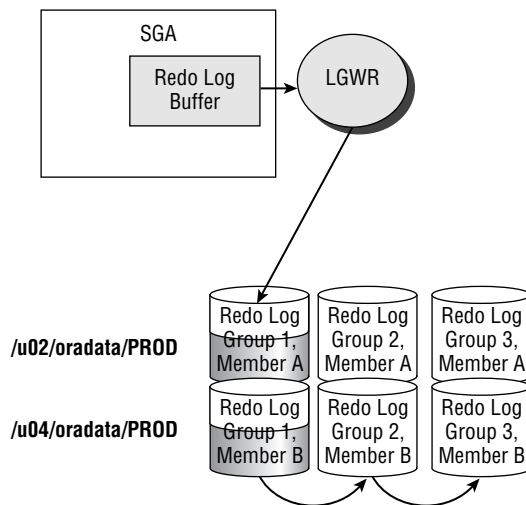 SGA
Redo Log
Buffer
LGWR
/u02/oradata/PROD
Redo Log
Group 1,
Member A
Redo Log
Group 2,
Member A
Redo Log
Group 3,
Member A
/u04/oradata/PROD
Redo Log
Group 1,
Member B
Redo Log
Group 2,
Member B
Redo Log
Group 3,
Member B